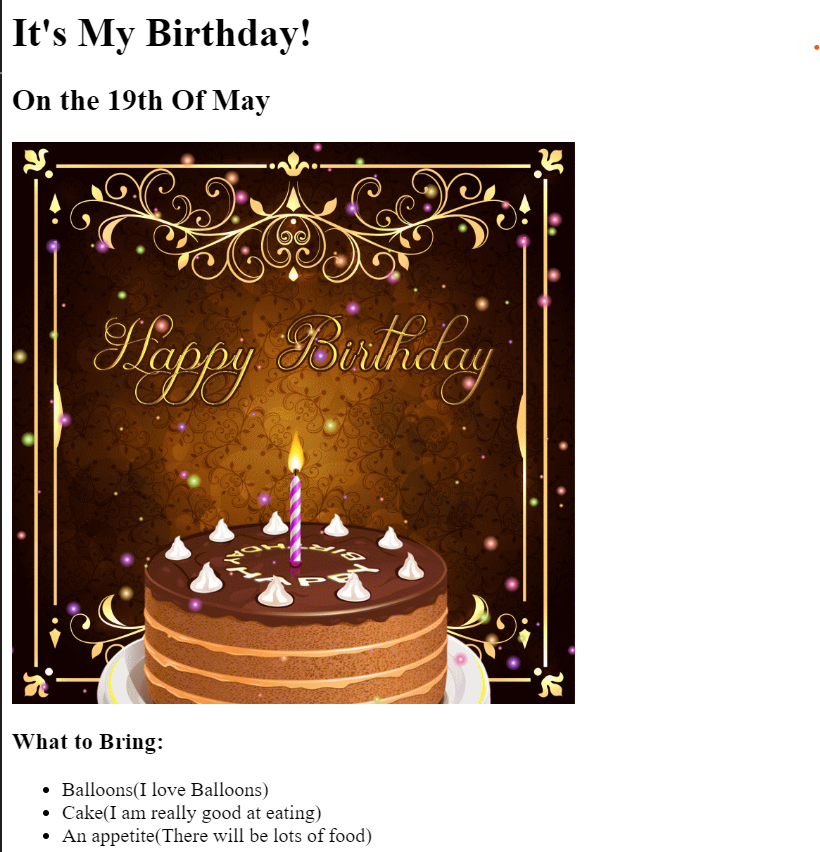 It's My Birthday!
On the 19th Of May
Happy Birthday
BIRTHDAY
HAPPY
What to Bring:
Balloons(I love Balloons)
Cake(I am really good at eating)
An appetite(There will be lots of food)